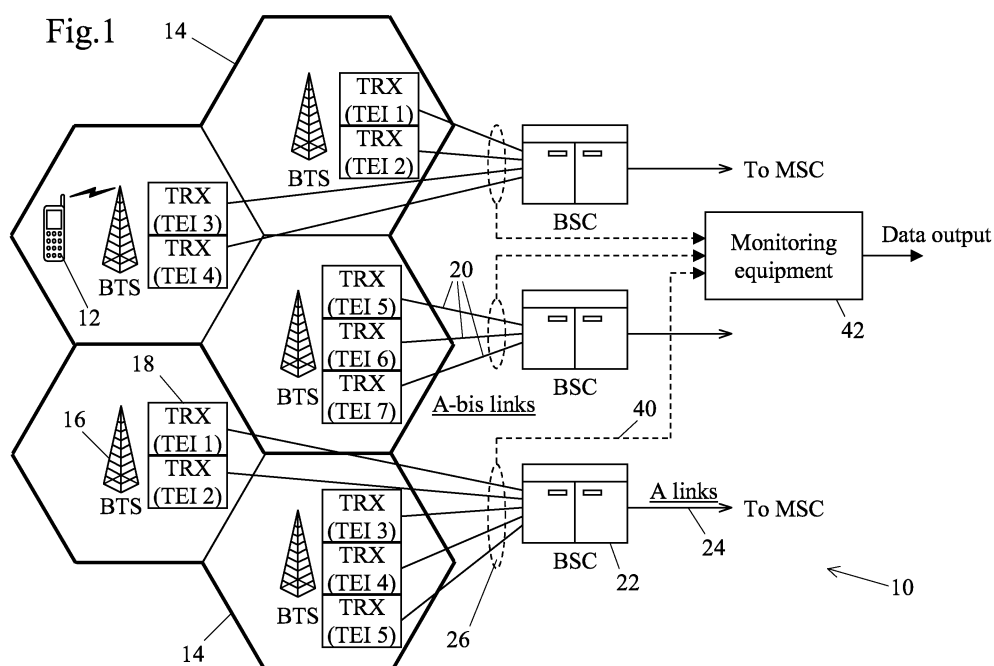 Fig.1
14
TRX
(TEI 1)
TRX
(TEI 2)
BTS
BSC
To MSC
TRX
(TEI 3)
TRX
(TEI 4)
BTS
12
Monitoring
equipment
Data output
42
20
TRX
(TEI 5)
TRX
(TEI 6)
TRX
(TEI 7)
BTS
BSC
A-bis links
40
18
16
TRX
(TEI 1)
TRX
(TEI 2)
BTS
TRX
(TEI 3)
TRX
(TEI 4)
TRX
(TEI 5)
BTS
BSC
A links
To MSC
24
22
26
14
10